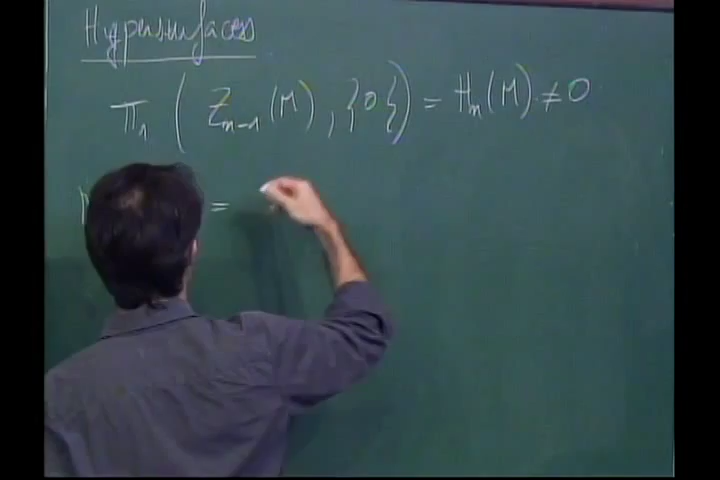 Hypersurfaces
π₁ ( Z_{n-1}(M), {0} ) = H_n(M) ≠ 0
=